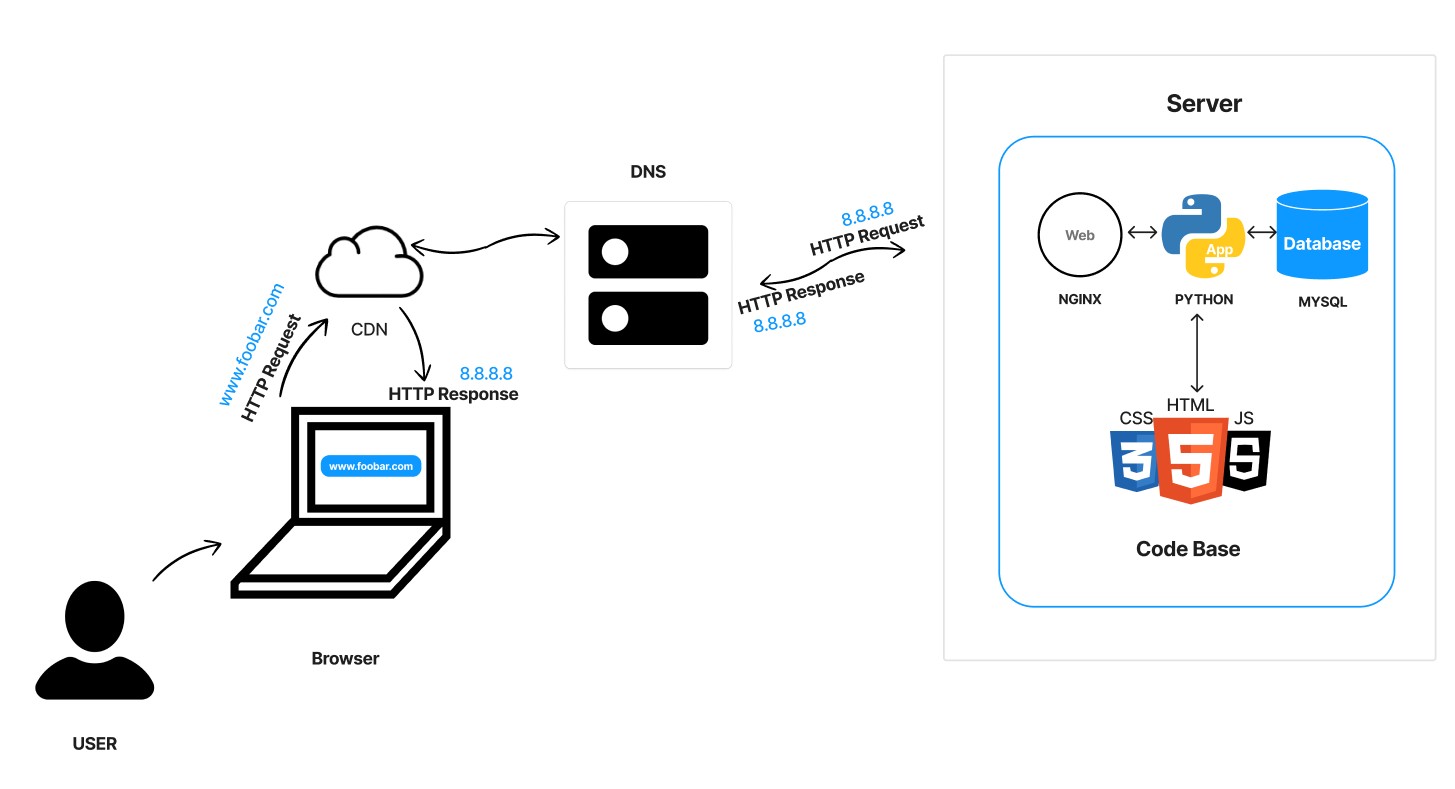 Server
DNS
8.8.8.8
HTTP Request
HTTP Response
8.8.8.8
Web
App
Database
NGINX
PYTHON
MYSQL
www.foobar.com
HTTP Request
CDN
8.8.8.8
HTTP Response
www.foobar.com
CSS
HTML
JS
3
5
Code Base
Browser
USER